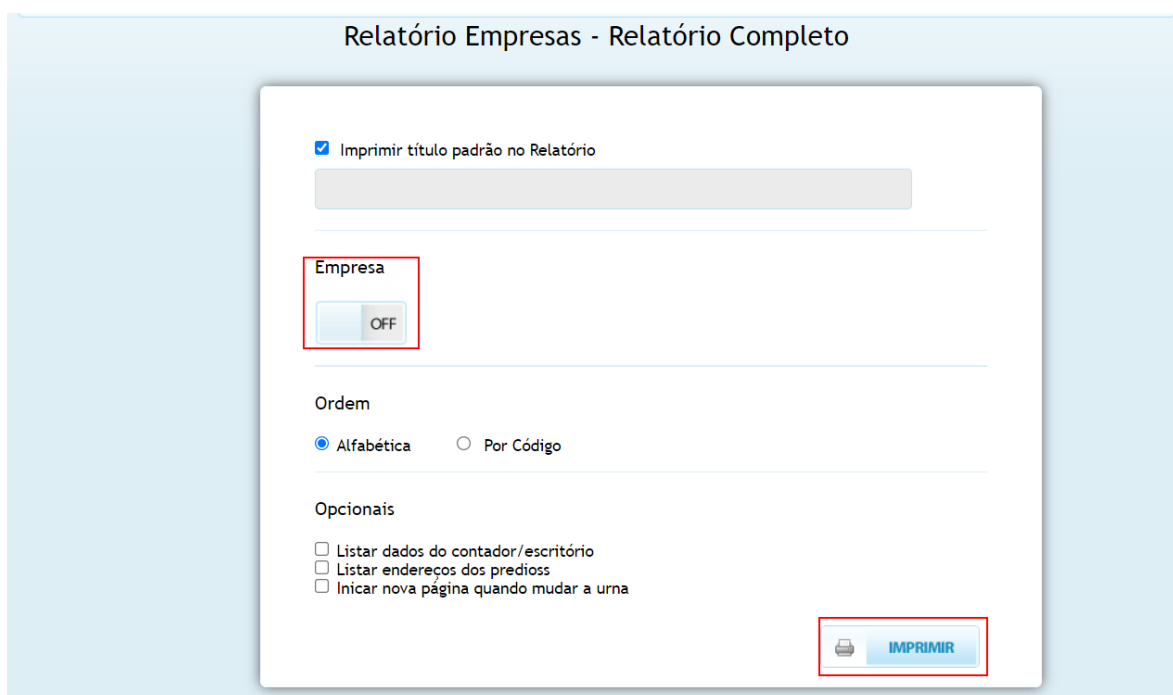 Relatório Empresas - Relatório Completo
Imprimir título padrão no Relatório
Empresa
OFF
Ordem
Alfabética Por Código
Opcionais
Listar dados do contador/escritório
Listar endereços dos predioss
Inicar nova página quando mudar a urna
IMPRIMIR